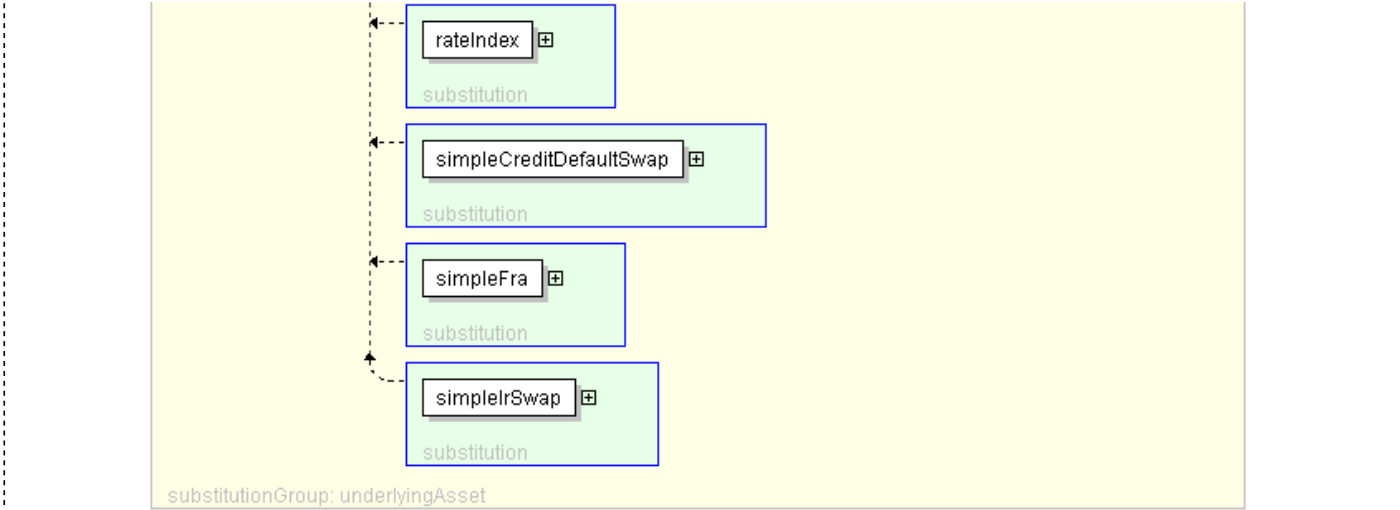 rateIndex
substitution
simpleCreditDefaultSwap
substitution
simpleFra
substitution
simpleIrSwap
substitution
substitutionGroup: underlyingAsset